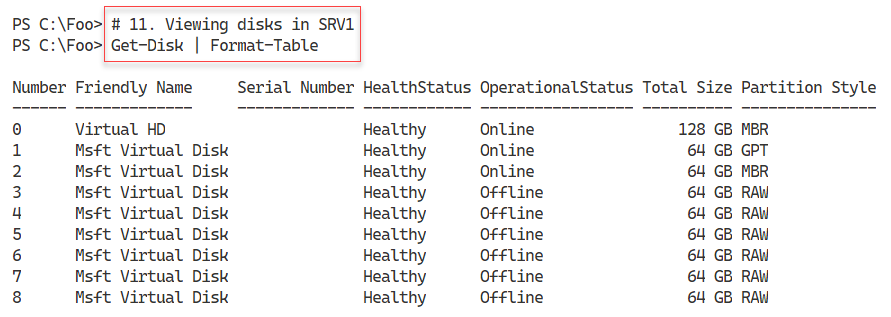 PS C:\Foo> # 11. Viewing disks in SRV1
PS C:\Foo> Get-Disk | Format-Table
Number Friendly Name     Serial Number HealthStatus OperationalStatus Total Size Partition Style
------ -------------     ------------- ------------ ----------------- ---------- ---------------
0      Virtual HD                      Healthy      Online                128 GB MBR
1      Msft Virtual Disk               Healthy      Online                 64 GB GPT
2      Msft Virtual Disk               Healthy      Online                 64 GB MBR
3      Msft Virtual Disk               Healthy      Offline                64 GB RAW
4      Msft Virtual Disk               Healthy      Offline                64 GB RAW
5      Msft Virtual Disk               Healthy      Offline                64 GB RAW
6      Msft Virtual Disk               Healthy      Offline                64 GB RAW
7      Msft Virtual Disk               Healthy      Offline                64 GB RAW
8      Msft Virtual Disk               Healthy      Offline                64 GB RAW